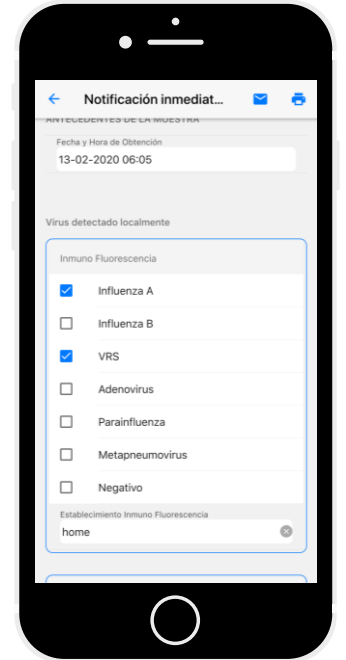 Notificación inmediat...
ANTECEDENTES DE LA MUESTRA
Fecha y Hora de Obtención
13-02-2020 06:05
Virus detectado localmente
Inmuno Fluorescencia
Influenza A
Influenza B
VRS
Adenovirus
Parainfluenza
Metapneumovirus
Negativo
Establecimiento Inmuno Fluorescencia
home